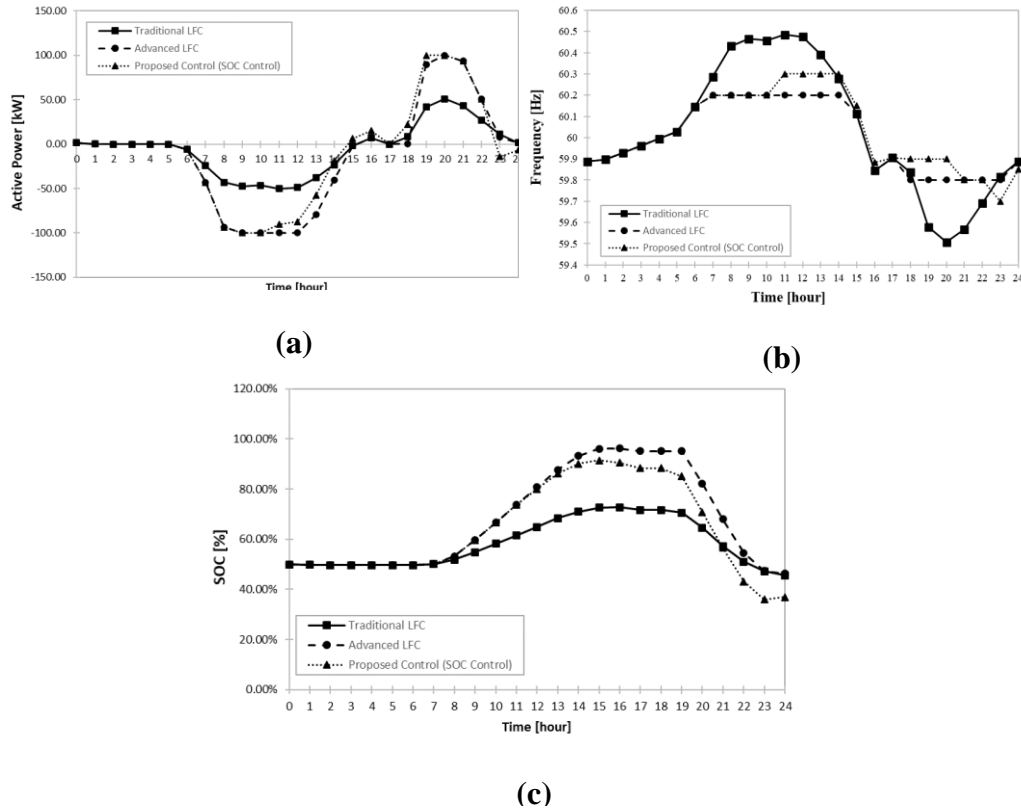 150.00
100.00
50.00
0.00
-50.00
-100.00
-150.00
Active Power [kW]
Traditional LFC
Advanced LFC
Proposed Control (SOC Control)
0 1 2 3 4 5 6 7 8 9 10 11 12 13 14 15 16 17 18 19 20 21 22 23 24
Time [hour]
(a)
60.6
60.5
60.4
60.3
60.2
60.1
60
59.9
59.8
59.7
59.6
59.5
59.4
Frequency [Hz]
Traditional LFC
Advanced LFC
Proposed Control (SOC Control)
0 1 2 3 4 5 6 7 8 9 10 11 12 13 14 15 16 17 18 19 20 21 22 23 24
Time [hour]
(b)
120.00%
100.00%
80.00%
60.00%
40.00%
20.00%
0.00%
SOC [%]
Traditional LFC
Advanced LFC
Proposed Control (SOC Control)
0 1 2 3 4 5 6 7 8 9 10 11 12 13 14 15 16 17 18 19 20 21 22 23 24
Time [hour]
(c)